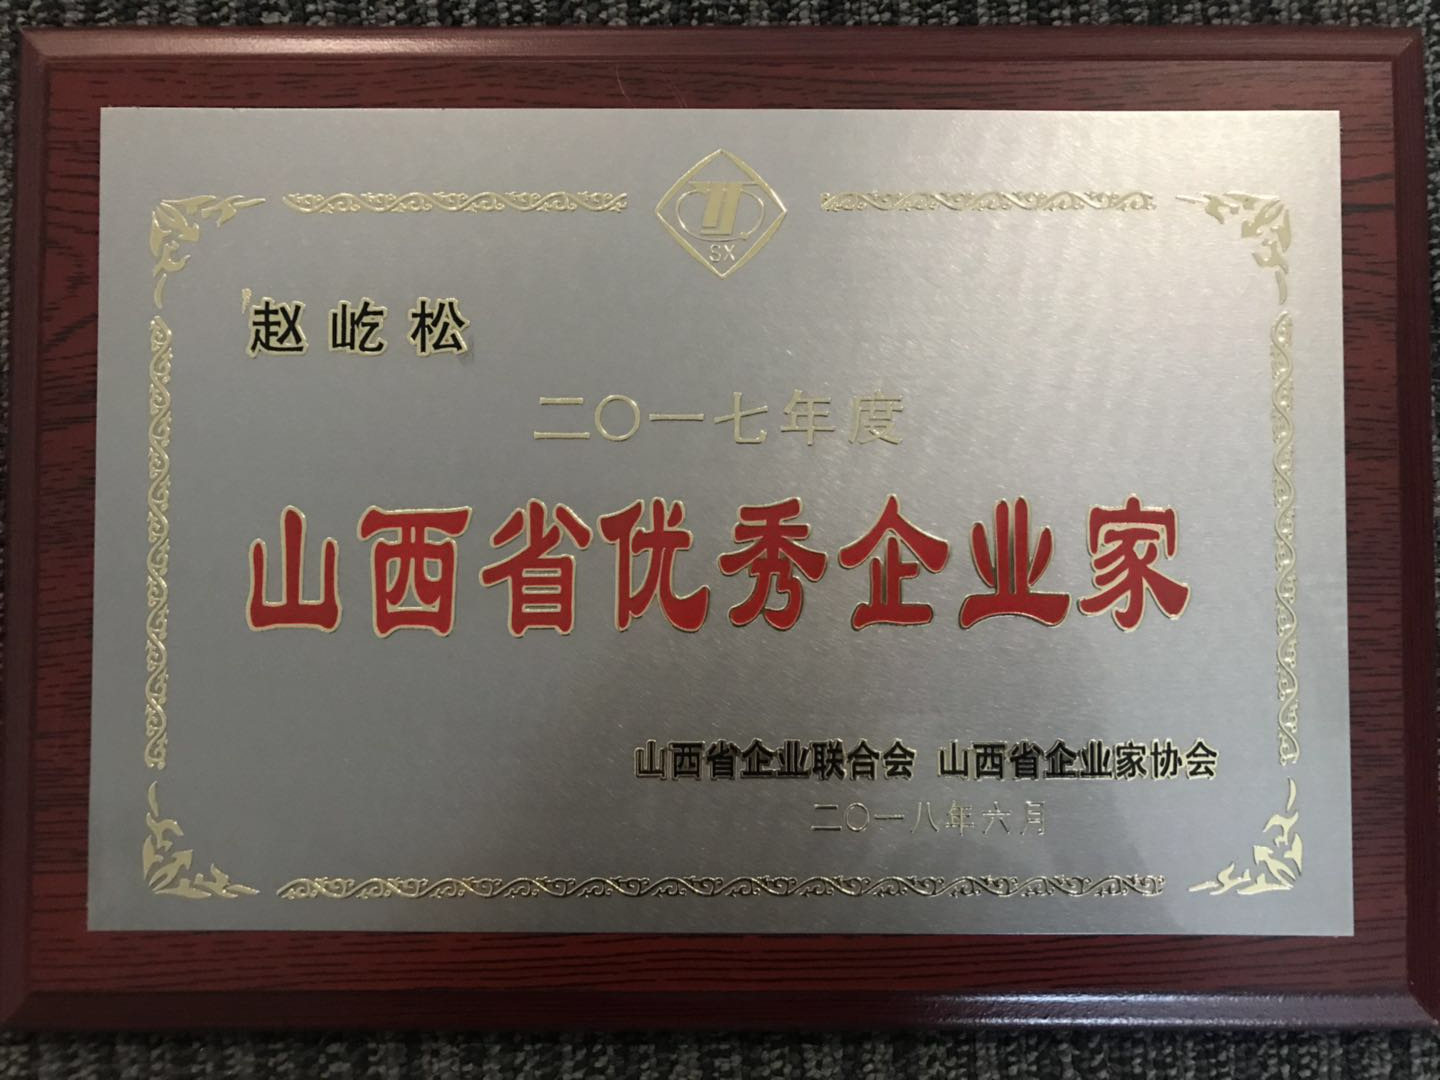 SX
赵屹松
二〇一七年度
山西省优秀企业家
山西省企业联合会 山西省企业家协会
二〇一八年六月